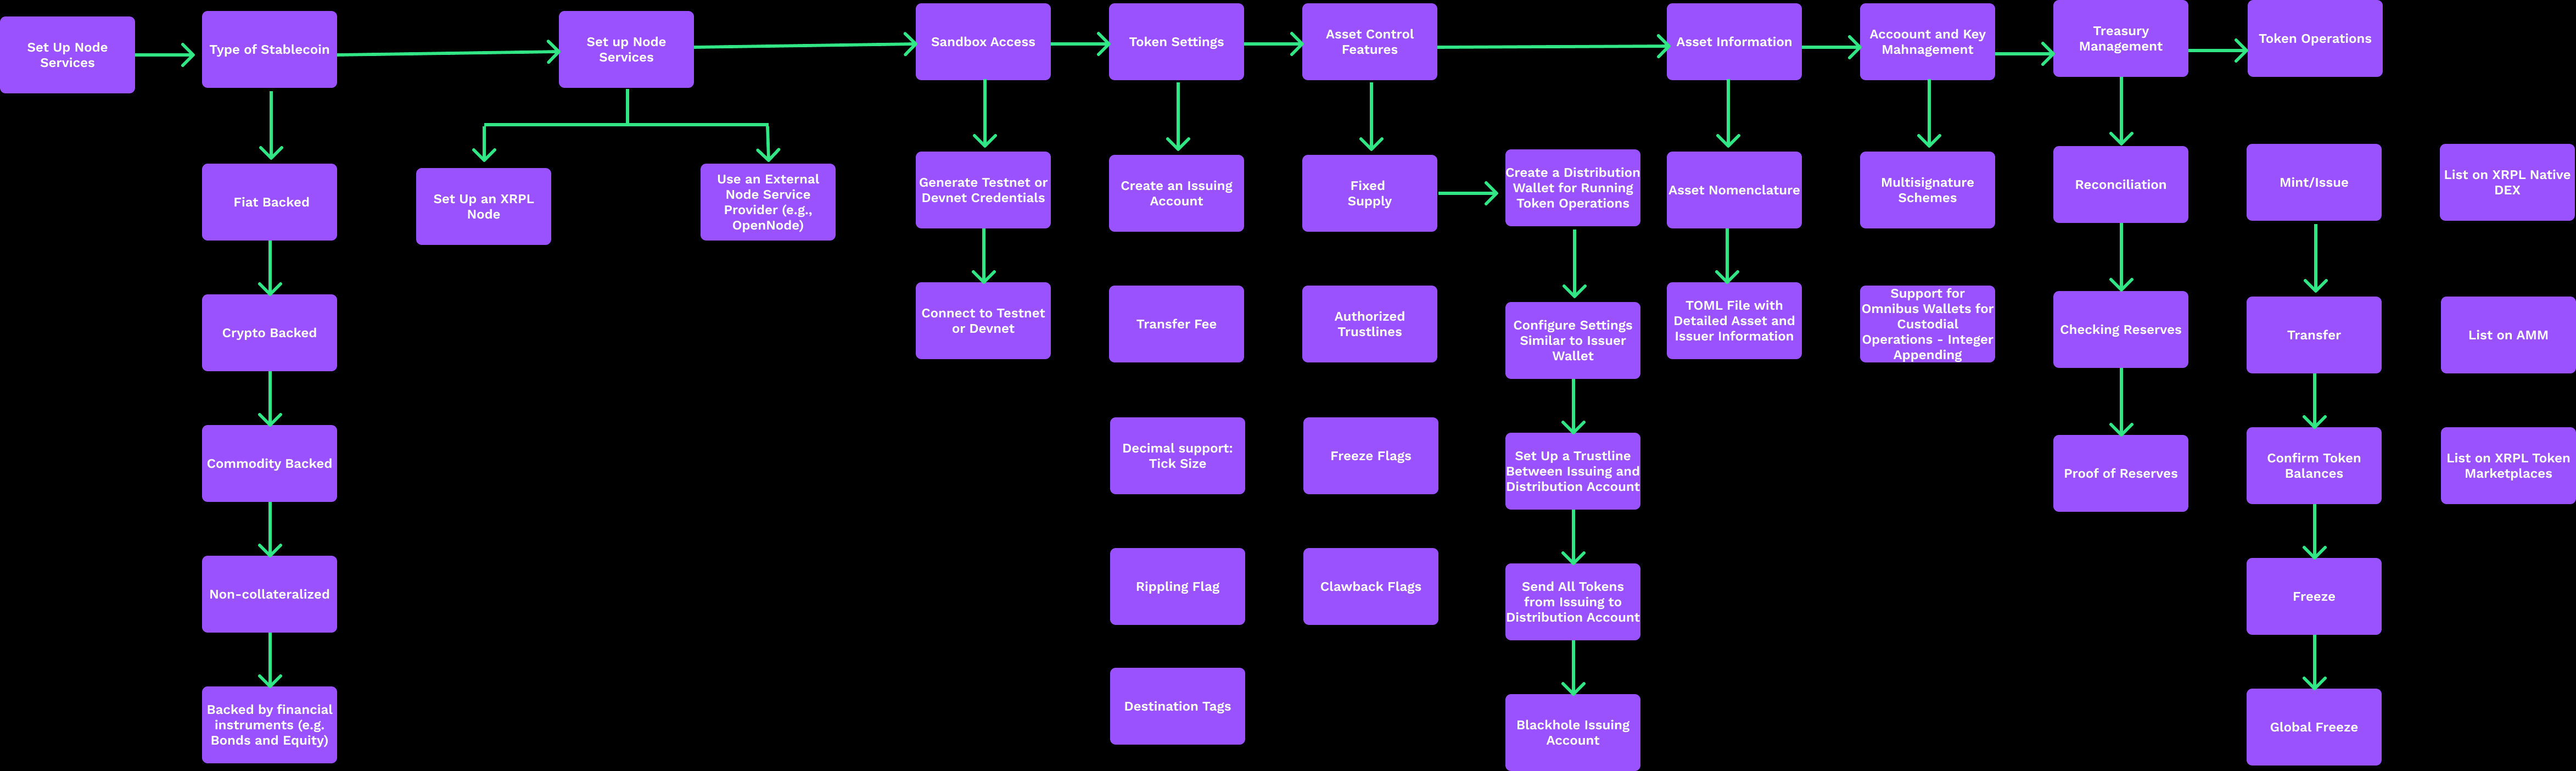 Set Up Node
Services
Type of Stablecoin
Set up Node
Services
Sandbox Access
Token Settings
Asset Control
Features
Asset Information
Accoount and Key
Mahnagement
Treasury
Management
Token Operations
Fiat Backed
Crypto Backed
Commodity Backed
Non-collateralized
Backed by financial
instruments (e.g.
Bonds and Equity)
Set Up an XRPL
Node
Use an External
Node Service
Provider (e.g.,
OpenNode)
Generate Testnet or
Devnet Credentials
Connect to Testnet
or Devnet
Create an Issuing
Account
Transfer Fee
Decimal support:
Tick Size
Rippling Flag
Destination Tags
Fixed
Supply
Authorized
Trustlines
Freeze Flags
Clawback Flags
Create a Distribution
Wallet for Running
Token Operations
Configure Settings
Similar to Issuer
Wallet
Set Up a Trustline
Between Issuing and
Distribution Account
Send All Tokens
from Issuing to
Distribution Account
Blackhole Issuing
Account
Asset Nomenclature
TOML File with
Detailed Asset and
Issuer Information
Multisignature
Schemes
Support for
Omnibus Wallets for
Custodial
Operations - Integer
Appending
Reconciliation
Checking Reserves
Proof of Reserves
Mint/Issue
Transfer
Confirm Token
Balances
Freeze
Global Freeze
List on XRPL Native
DEX
List on AMM
List on XRPL Token
Marketplaces